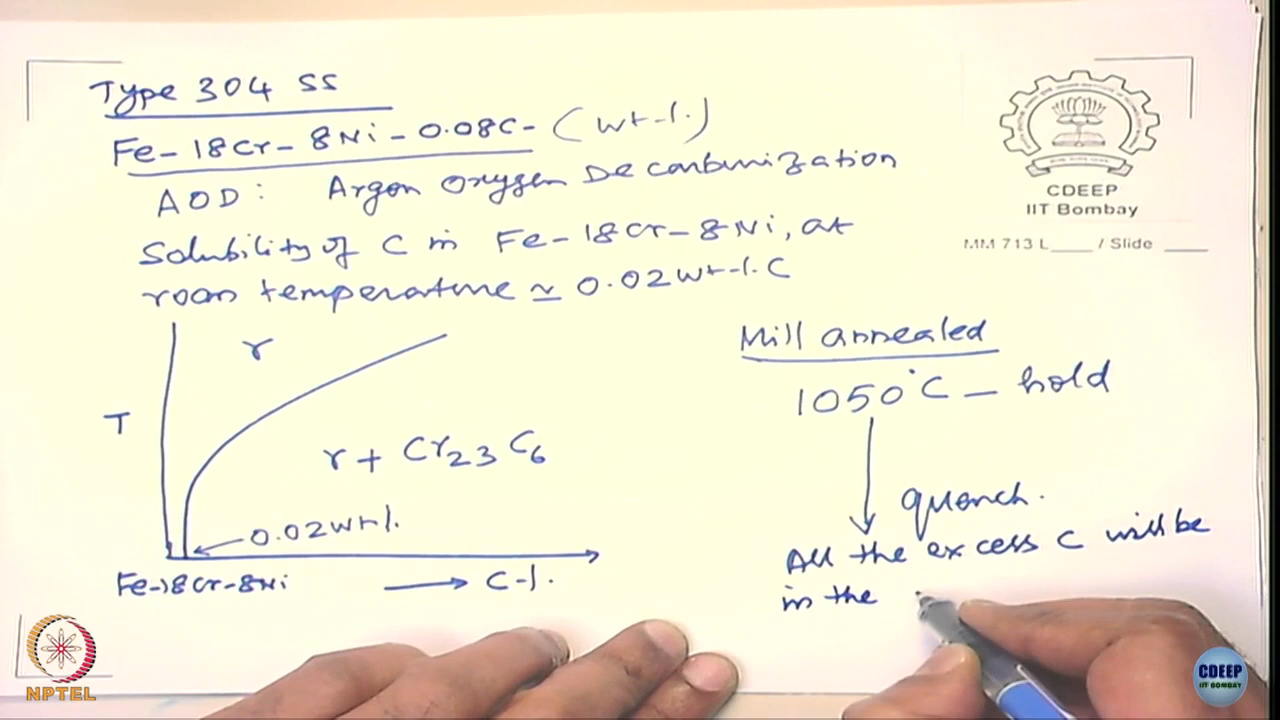 Type 304 SS
Fe-18Cr-8Ni-0.08C- (wt-%)
AOD: Argon Oxygen Decarburization
Solubility of C in Fe-18Cr-8Ni, at
room temperature ≃ 0.02wt-%.C
γ
T
γ + Cr23C6
0.02wt%.
Fe-18Cr-8Ni
→ C-%.
Mill annealed
1050°C - hold
quench.
All the excess C will be
in the
CDEEP
IIT Bombay
MM 713 L____ / Slide ____
NPTEL
CDEEP
IIT BOMBAY